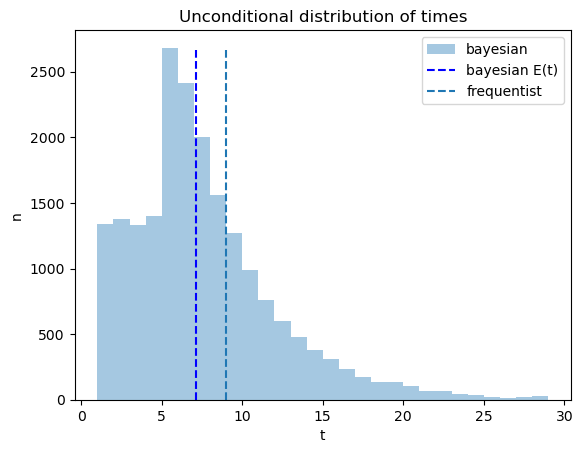 Unconditional distribution of times
bayesian
bayesian E(t)
frequentist
n
2500
2000
1500
1000
500
0
0 5 10 15 20 25 30
t